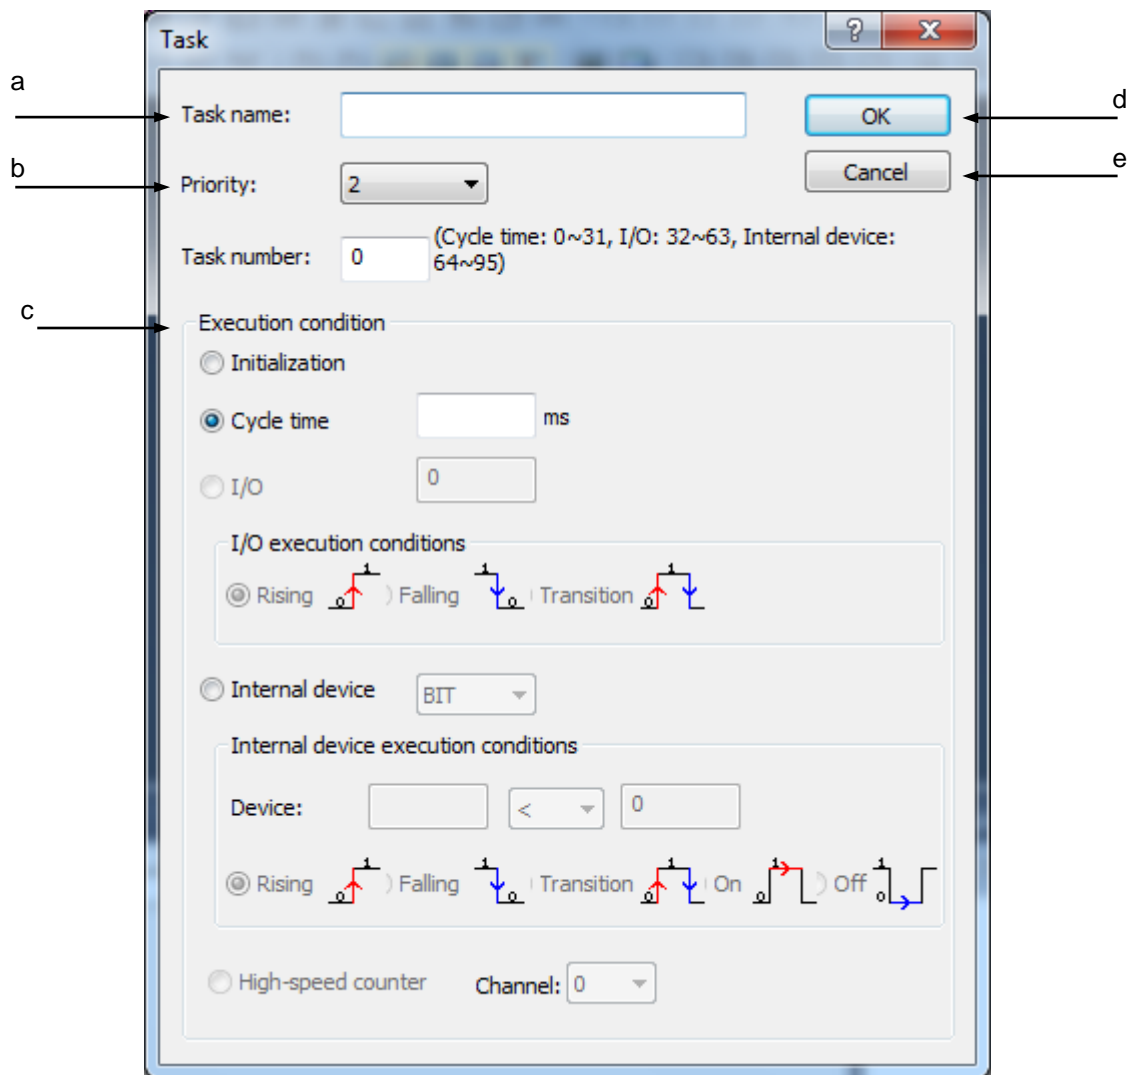 Task
?
X
a
Task name:
OK
d
b
Priority:
2
Cancel
e
Task number:
0
(Cycle time: 0~31, I/O: 32~63, Internal device:
64~95)
c
Execution condition
Initialization
Cycle time
ms
I/O
0
I/O execution conditions
Rising 0 1 Falling 1 0 Transition 0 1
Internal device
BIT
Internal device execution conditions
Device:
<
0
Rising 0 1 Falling 1 0 Transition 0 1 On 0 1 Off 1 0
High-speed counter
Channel: 0